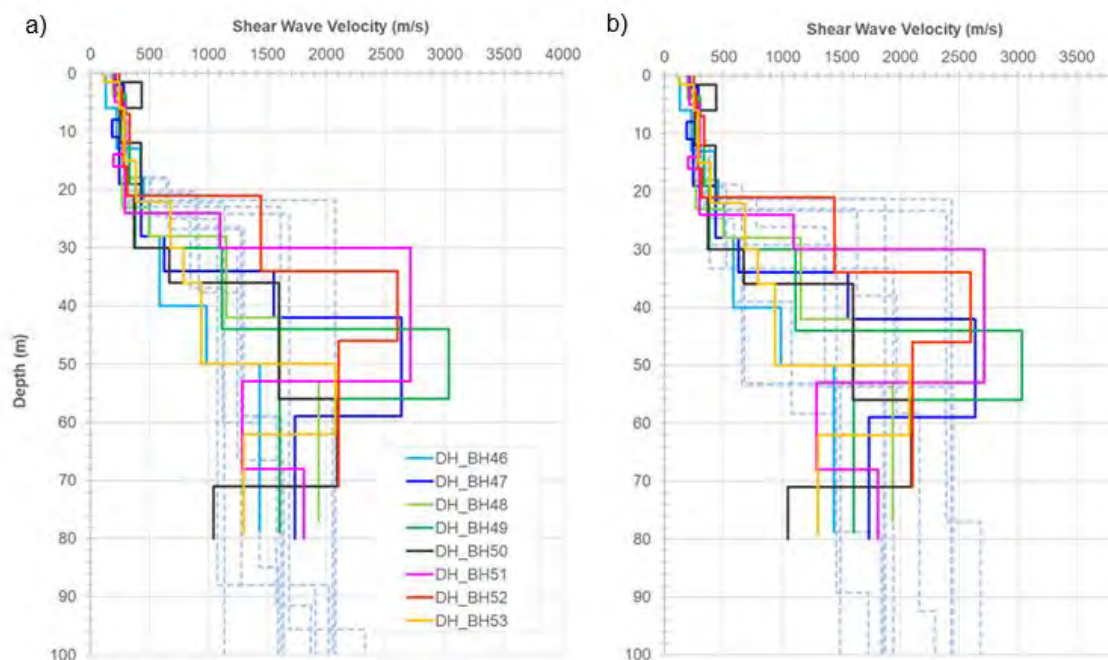 a)
Shear Wave Velocity (m/s)
0 500 1000 1500 2000 2500 3000 3500 4000
0
10
20
30
40
50
60
70
80
90
100
Depth (m)
DH_BH46
DH_BH47
DH_BH48
DH_BH49
DH_BH50
DH_BH51
DH_BH52
DH_BH53
b)
Shear Wave Velocity (m/s)
0 500 1000 1500 2000 2500 3000 3500
0
10
20
30
40
50
60
70
80
90
100